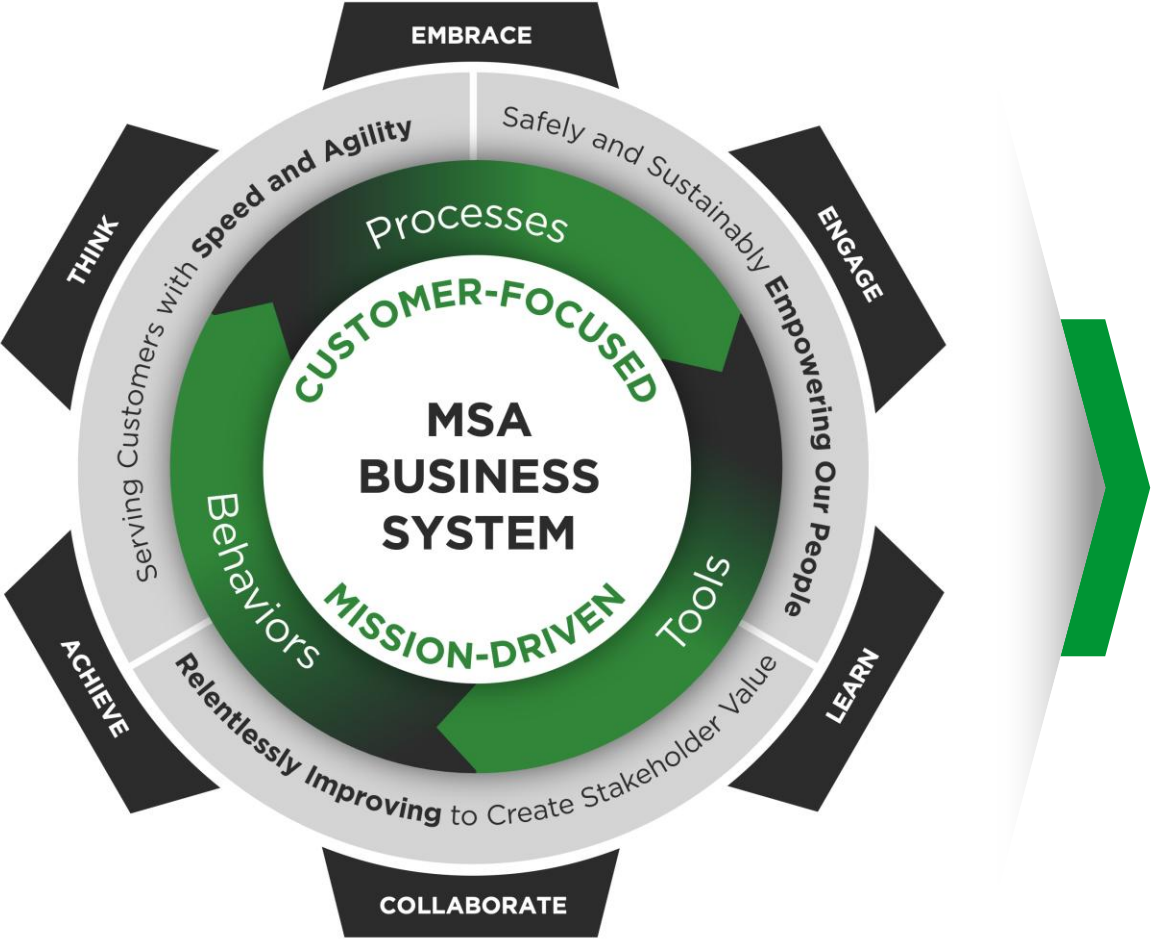 EMBRACE
THINK
ENGAGE
Serving Customers with Speed and Agility
Safely and Sustainably Empowering Our People
Processes
CUSTOMER-FOCUSED
MSA
BUSINESS
SYSTEM
MISSION-DRIVEN
Behaviors
Tools
Relentlessly Improving to Create Stakeholder Value
ACHIEVE
LEARN
COLLABORATE